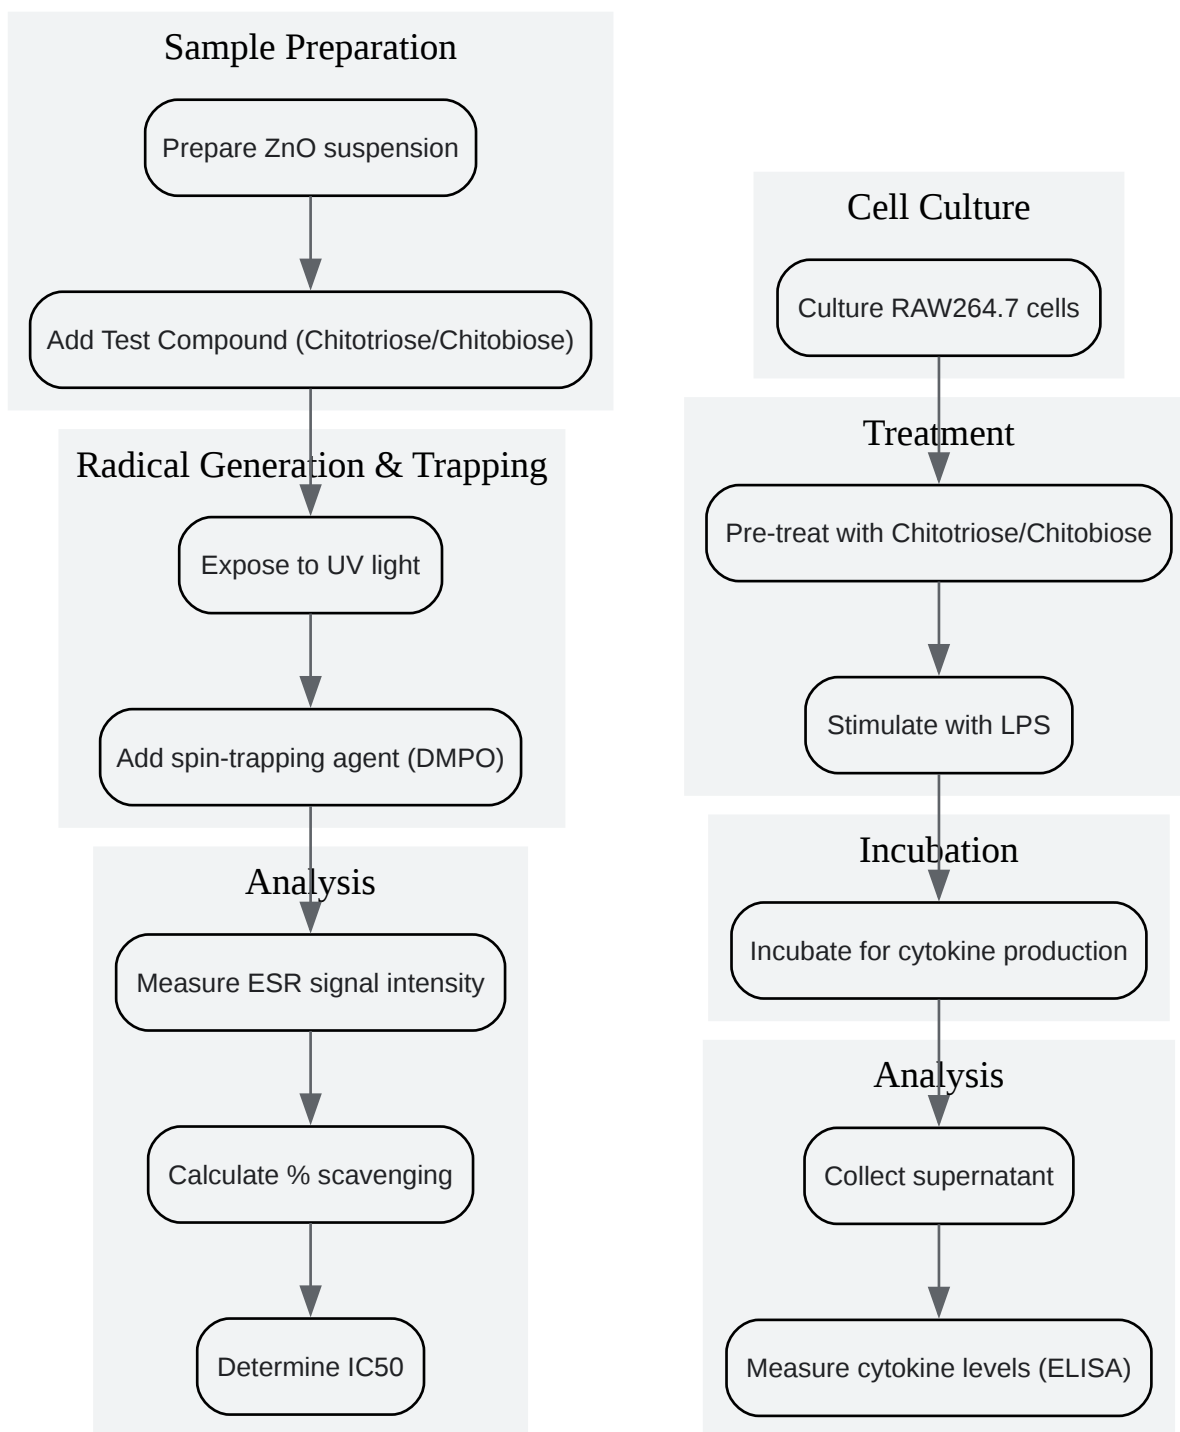 Sample Preparation
Prepare ZnO suspension
Add Test Compound (Chitotriose/Chitobiose)
Radical Generation & Trapping
Expose to UV light
Add spin-trapping agent (DMPO)
Analysis
Measure ESR signal intensity
Calculate % scavenging
Determine IC50
Cell Culture
Culture RAW264.7 cells
Treatment
Pre-treat with Chitotriose/Chitobiose
Stimulate with LPS
Incubation
Incubate for cytokine production
Analysis
Collect supernatant
Measure cytokine levels (ELISA)